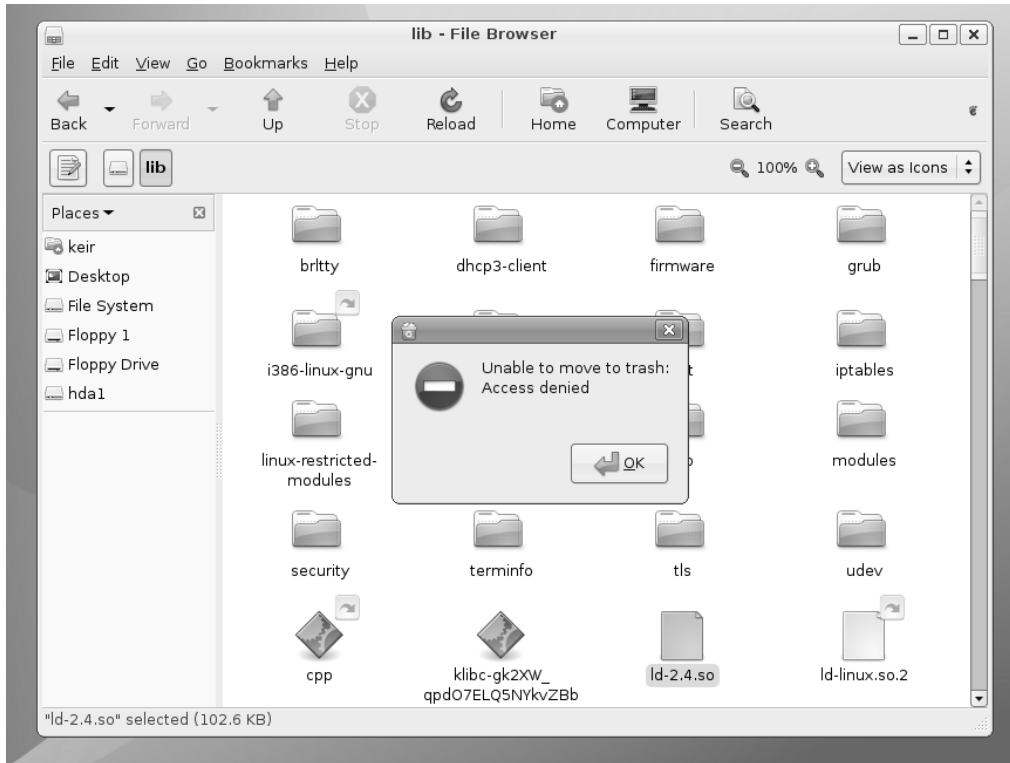 lib - File Browser
File Edit View Go Bookmarks Help
Back Forward Up Stop Reload Home Computer Search
lib 100% View as Icons
Places
keir
Desktop
File System
Floppy 1
Floppy Drive
hda1
brltty dhcp3-client firmware grub
i386-linux-gnu iptables
Unable to move to trash:
Access denied
OK
linux-restricted-
modules
modules
security terminfo tls udev
cpp klibc-gk2XW_ ld-2.4.so ld-linux.so.2
qpdO7ELQ5NYkvZBb
"ld-2.4.so" selected (102.6 KB)